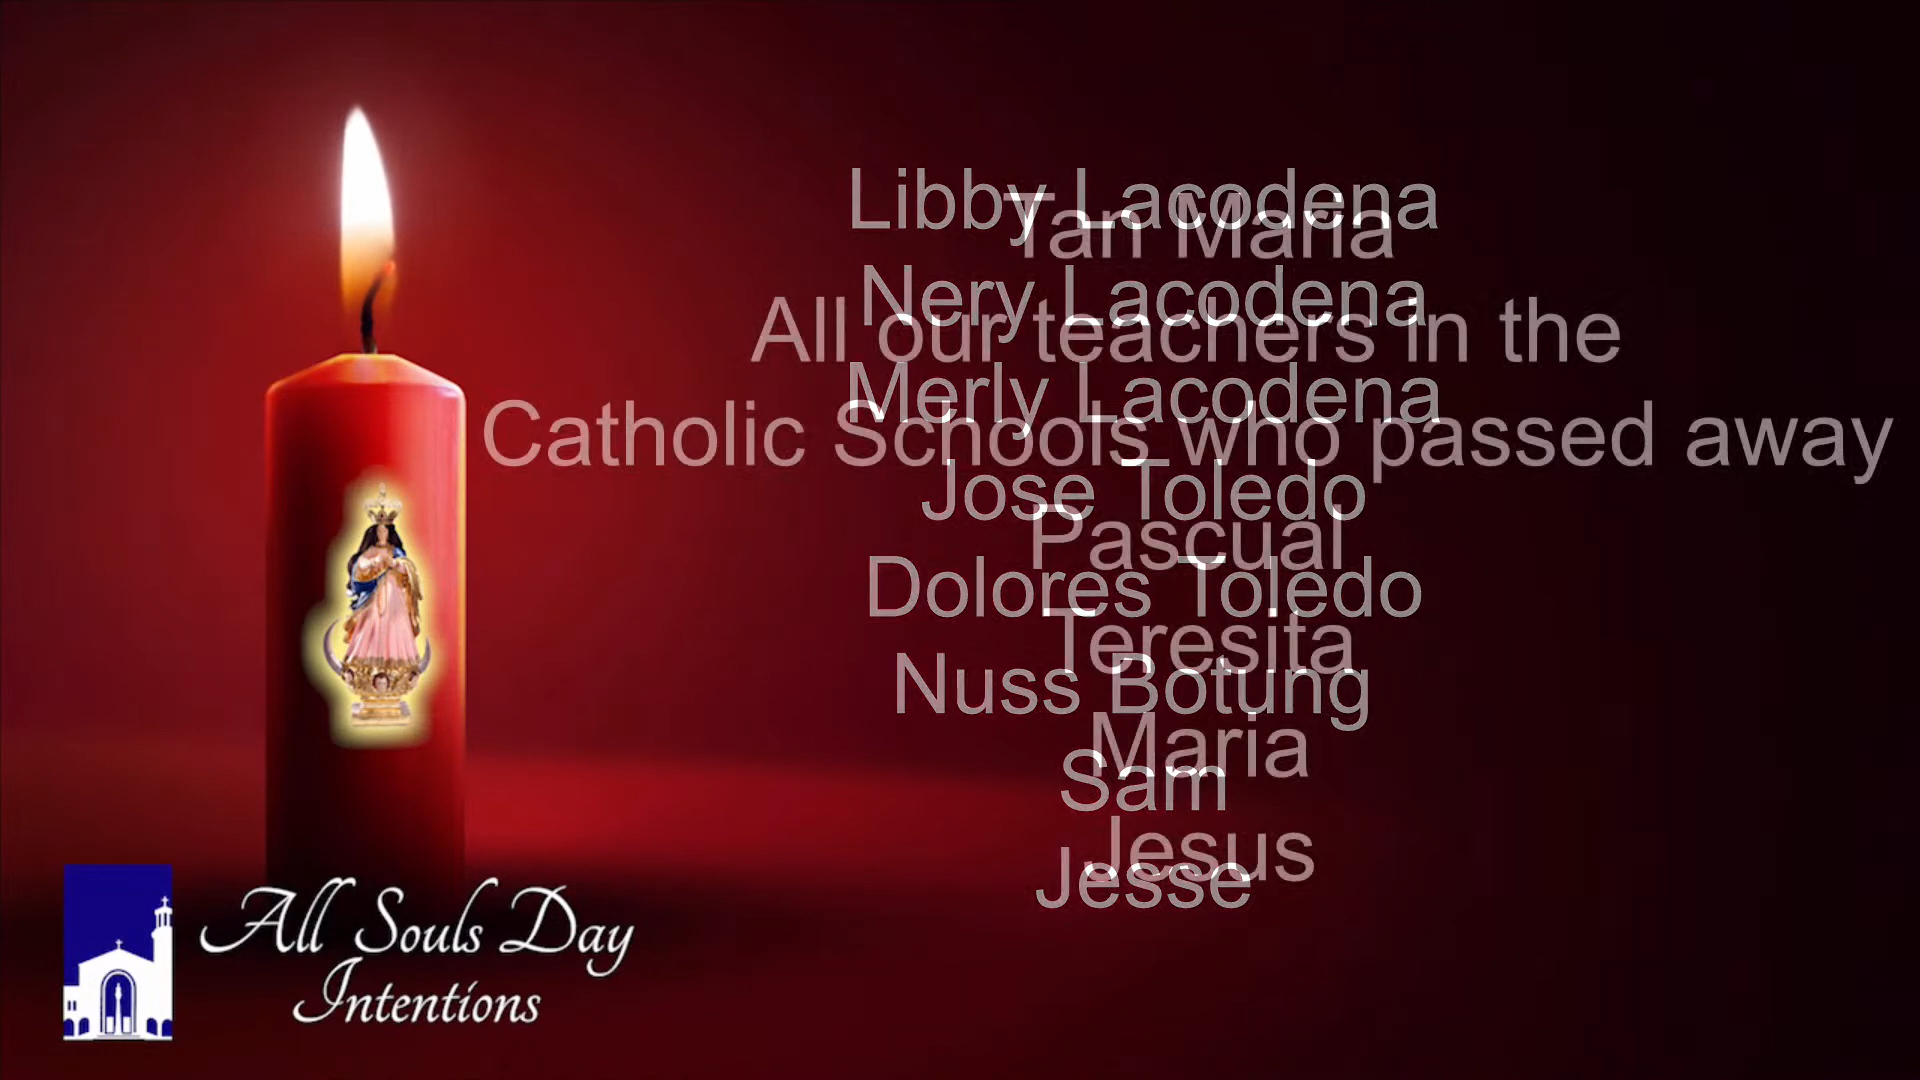 Libby Lacodena
Nery Lacodena
Merly Lacodena
Jose Toledo
Dolores Toledo
Nuss Botung
Sam
Jesse
Tan Maria
All our teachers in the
Catholic Schools who passed away
Pascual
Teresita
Maria
Jesus
All Souls Day
Intentions